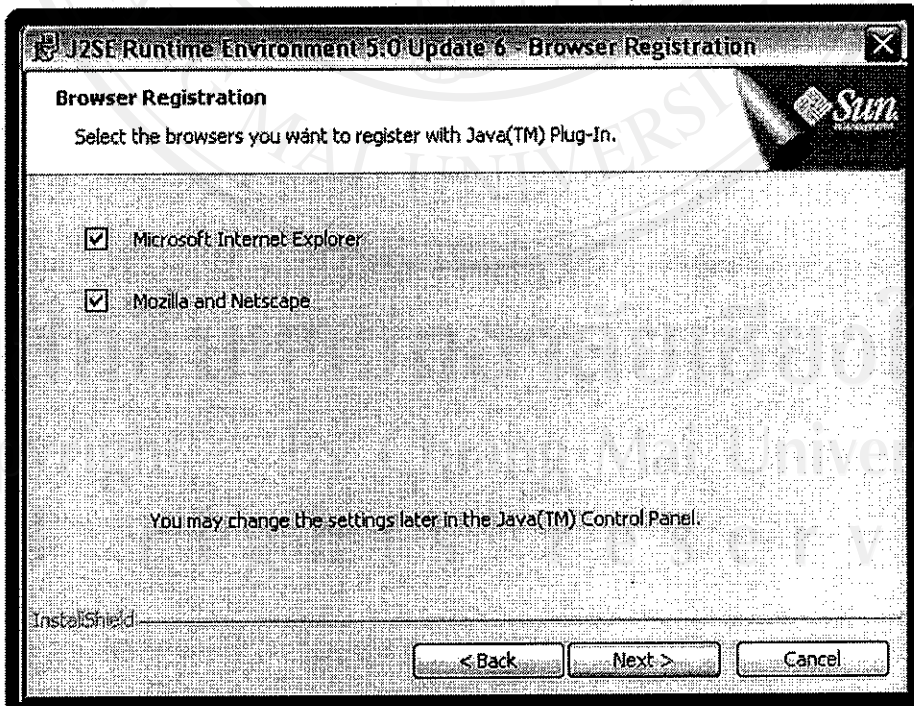 J2SE Runtime Environment 5.0 Update 6 - Browser Registration
Browser Registration
Select the browsers you want to register with Java(TM) Plug-In.
Sun
Microsoft Internet Explorer
Mozilla and Netscape
You may change the settings later in the Java(TM) Control Panel.
InstallShield
< Back
Next >
Cancel